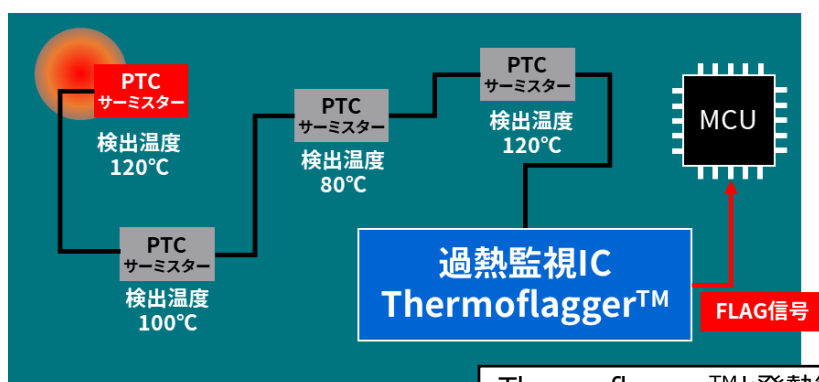 PTC
サーミスター
検出温度
120℃
PTC
サーミスター
検出温度
80℃
PTC
サーミスター
検出温度
120℃
MCU
PTC
サーミスター
検出温度
100℃
過熱監視IC
Thermoflagger™
FLAG信号